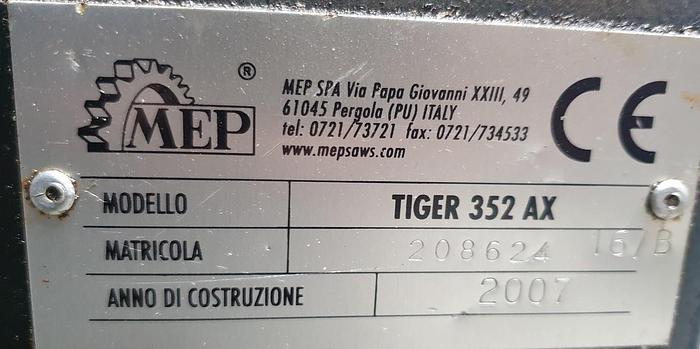 MEP
®
MEP SPA Via Papa Giovanni XXIII, 49
61045 Pergola (PU) ITALY
tel: 0721/73721 fax: 0721/734533
www.mepsaws.com
CE
MODELLO TIGER 352 AX
MATRICOLA 208624 16/B
ANNO DI COSTRUZIONE 2007